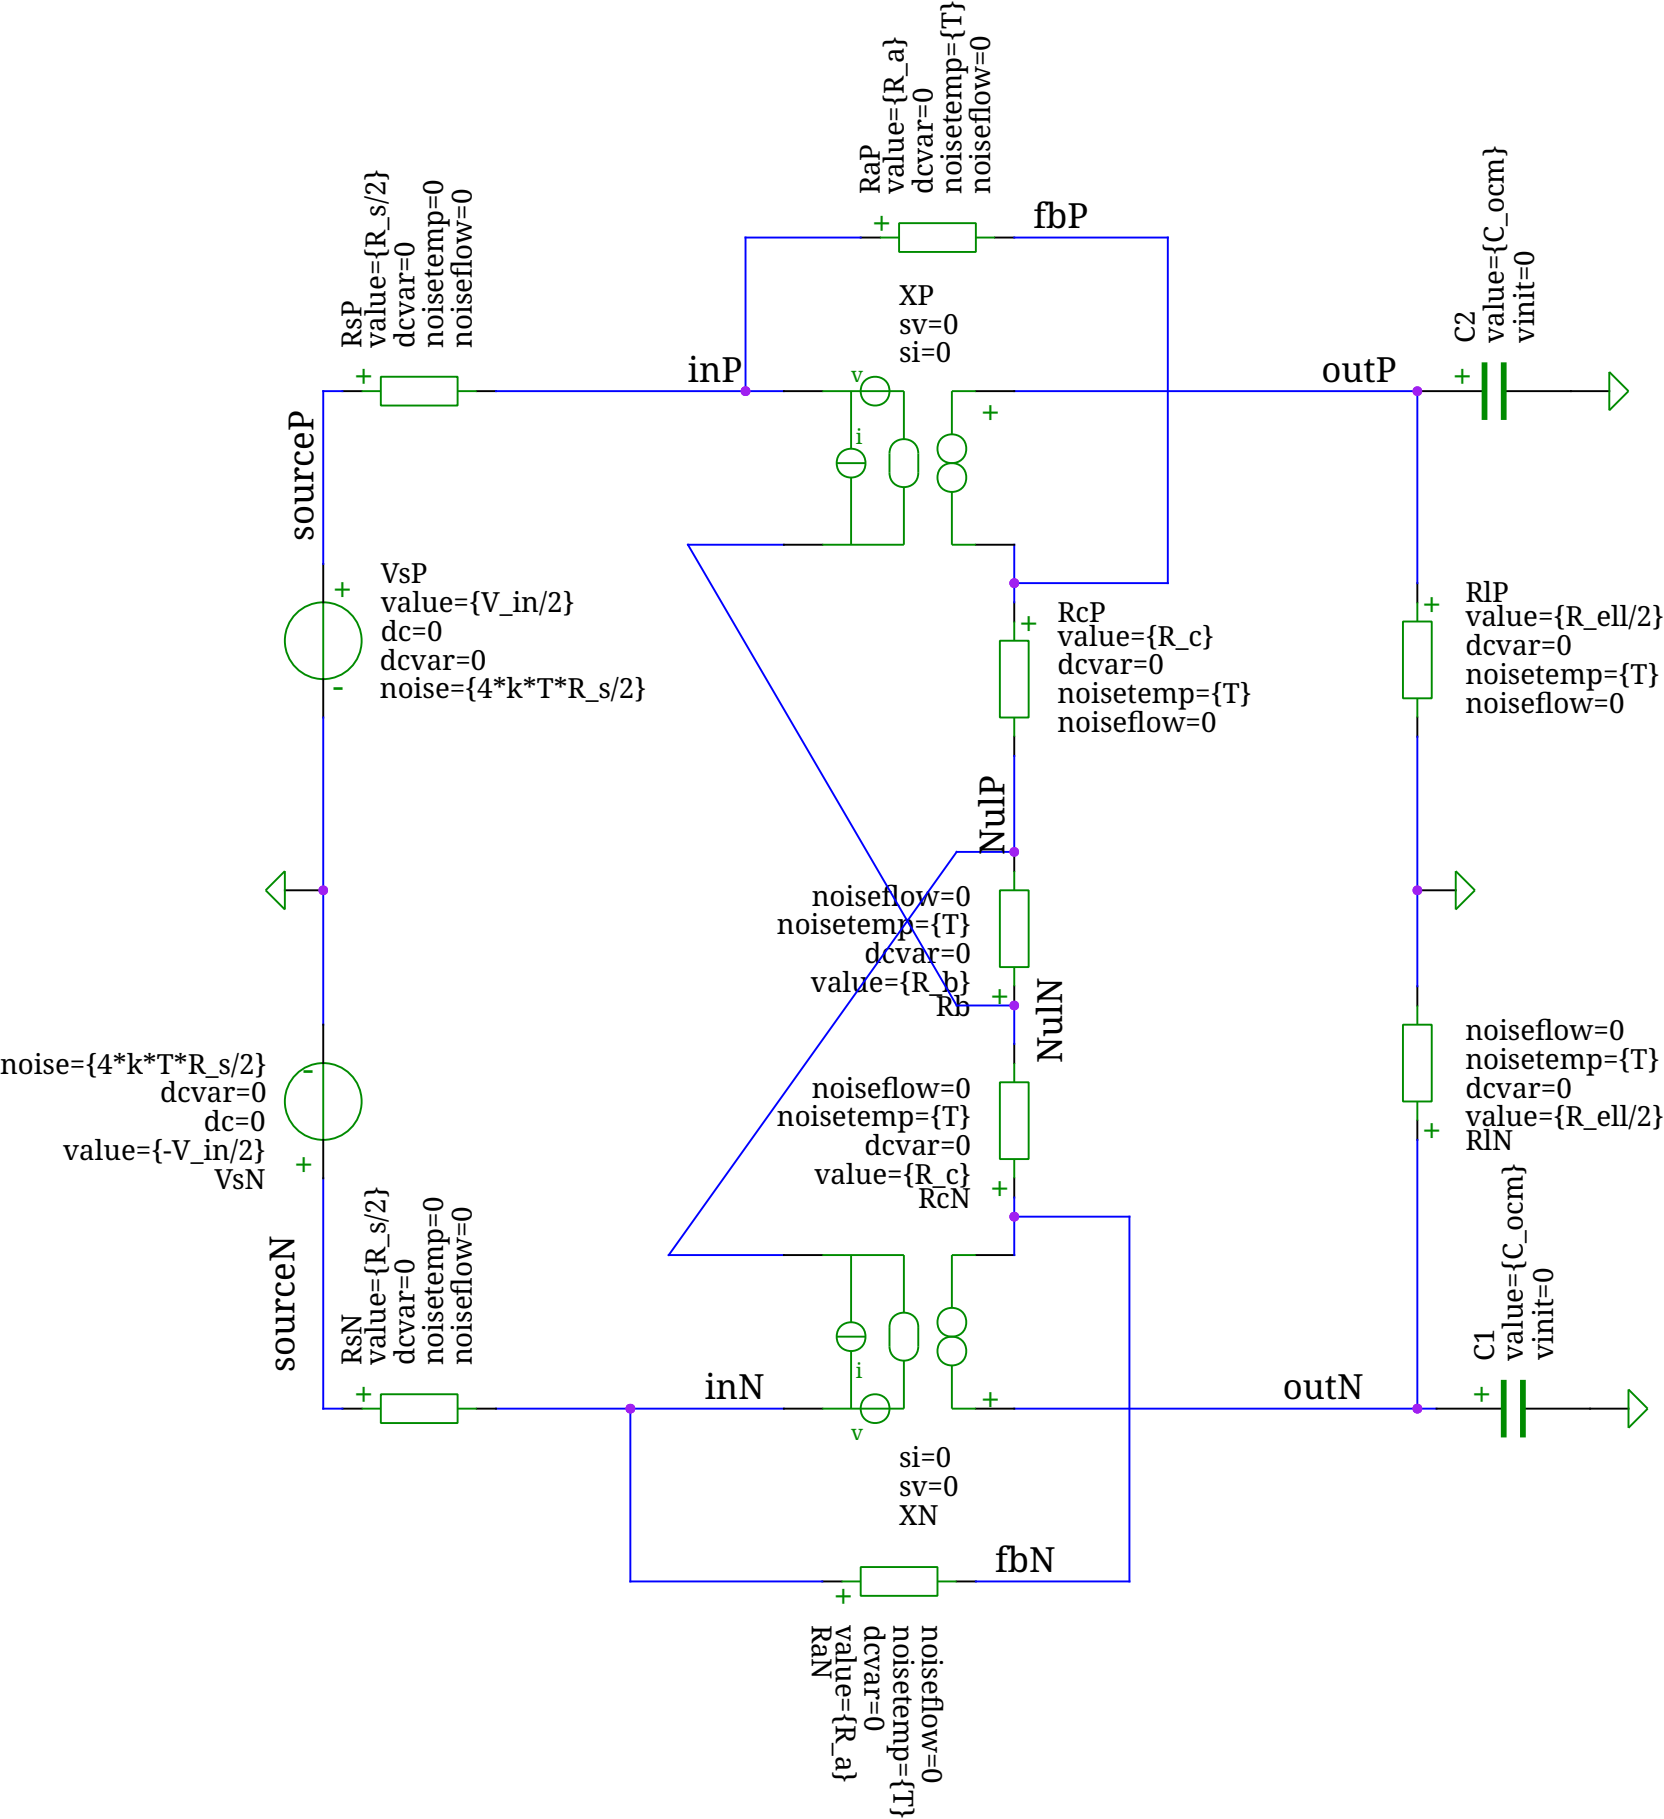 RaP
value={R_a}
dcvar=0
noisetemp={T}
noiseflow=0
+
fbP
RsP
value={R_s/2}
dcvar=0
noisetemp=0
noiseflow=0
+
XP
sv=0
si=0
C2
value={C_ocm}
vinit=0
+
inP
outP
v
i
+
sourceP
VsP
value={V_in/2}
dc=0
dcvar=0
noise={4*k*T*R_s/2}
+
-
RcP
value={R_c}
dcvar=0
noisetemp={T}
noiseflow=0
+
RlP
value={R_ell/2}
dcvar=0
noisetemp={T}
noiseflow=0
+
NulP
noiseflow=0
noisetemp={T}
dcvar=0
value={R_b}
Rb
+
NulN
noise={4*k*T*R_s/2}
dcvar=0
dc=0
value={-V_in/2}
VsN
-
+
noiseflow=0
noisetemp={T}
dcvar=0
value={R_c}
RcN
+
noiseflow=0
noisetemp={T}
dcvar=0
value={R_ell/2}
RlN
+
sourceN
RsN
value={R_s/2}
dcvar=0
noisetemp=0
noiseflow=0
+
C1
value={C_ocm}
vinit=0
+
inN
outN
i
v
+
si=0
sv=0
XN
fbN
+
noiseflow=0
noisetemp={T}
dcvar=0
value={R_a}
RaN